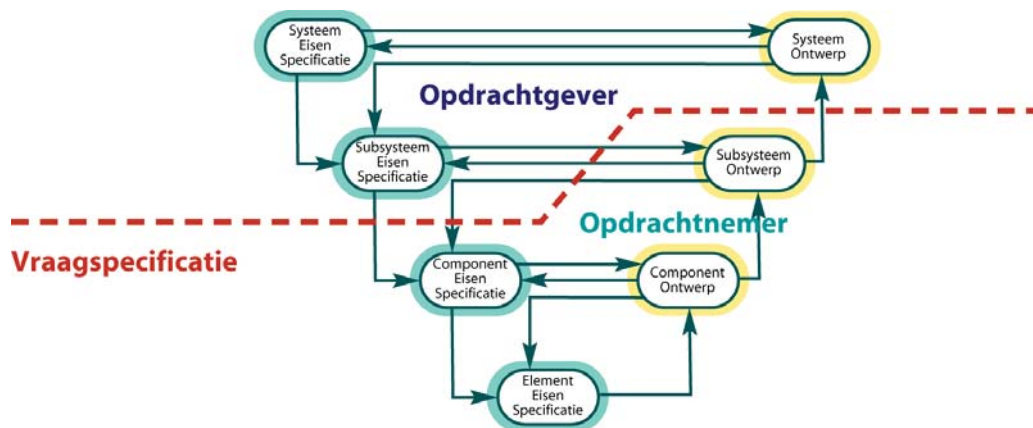 Systeem
Eisen
Specificatie
Systeem
Ontwerp
Opdrachtgever
Subsysteem
Eisen
Specificatie
Subsysteem
Ontwerp
Opdrachtnemer
Vraagspecificatie
Component
Eisen
Specificatie
Component
Ontwerp
Element
Eisen
Specificatie